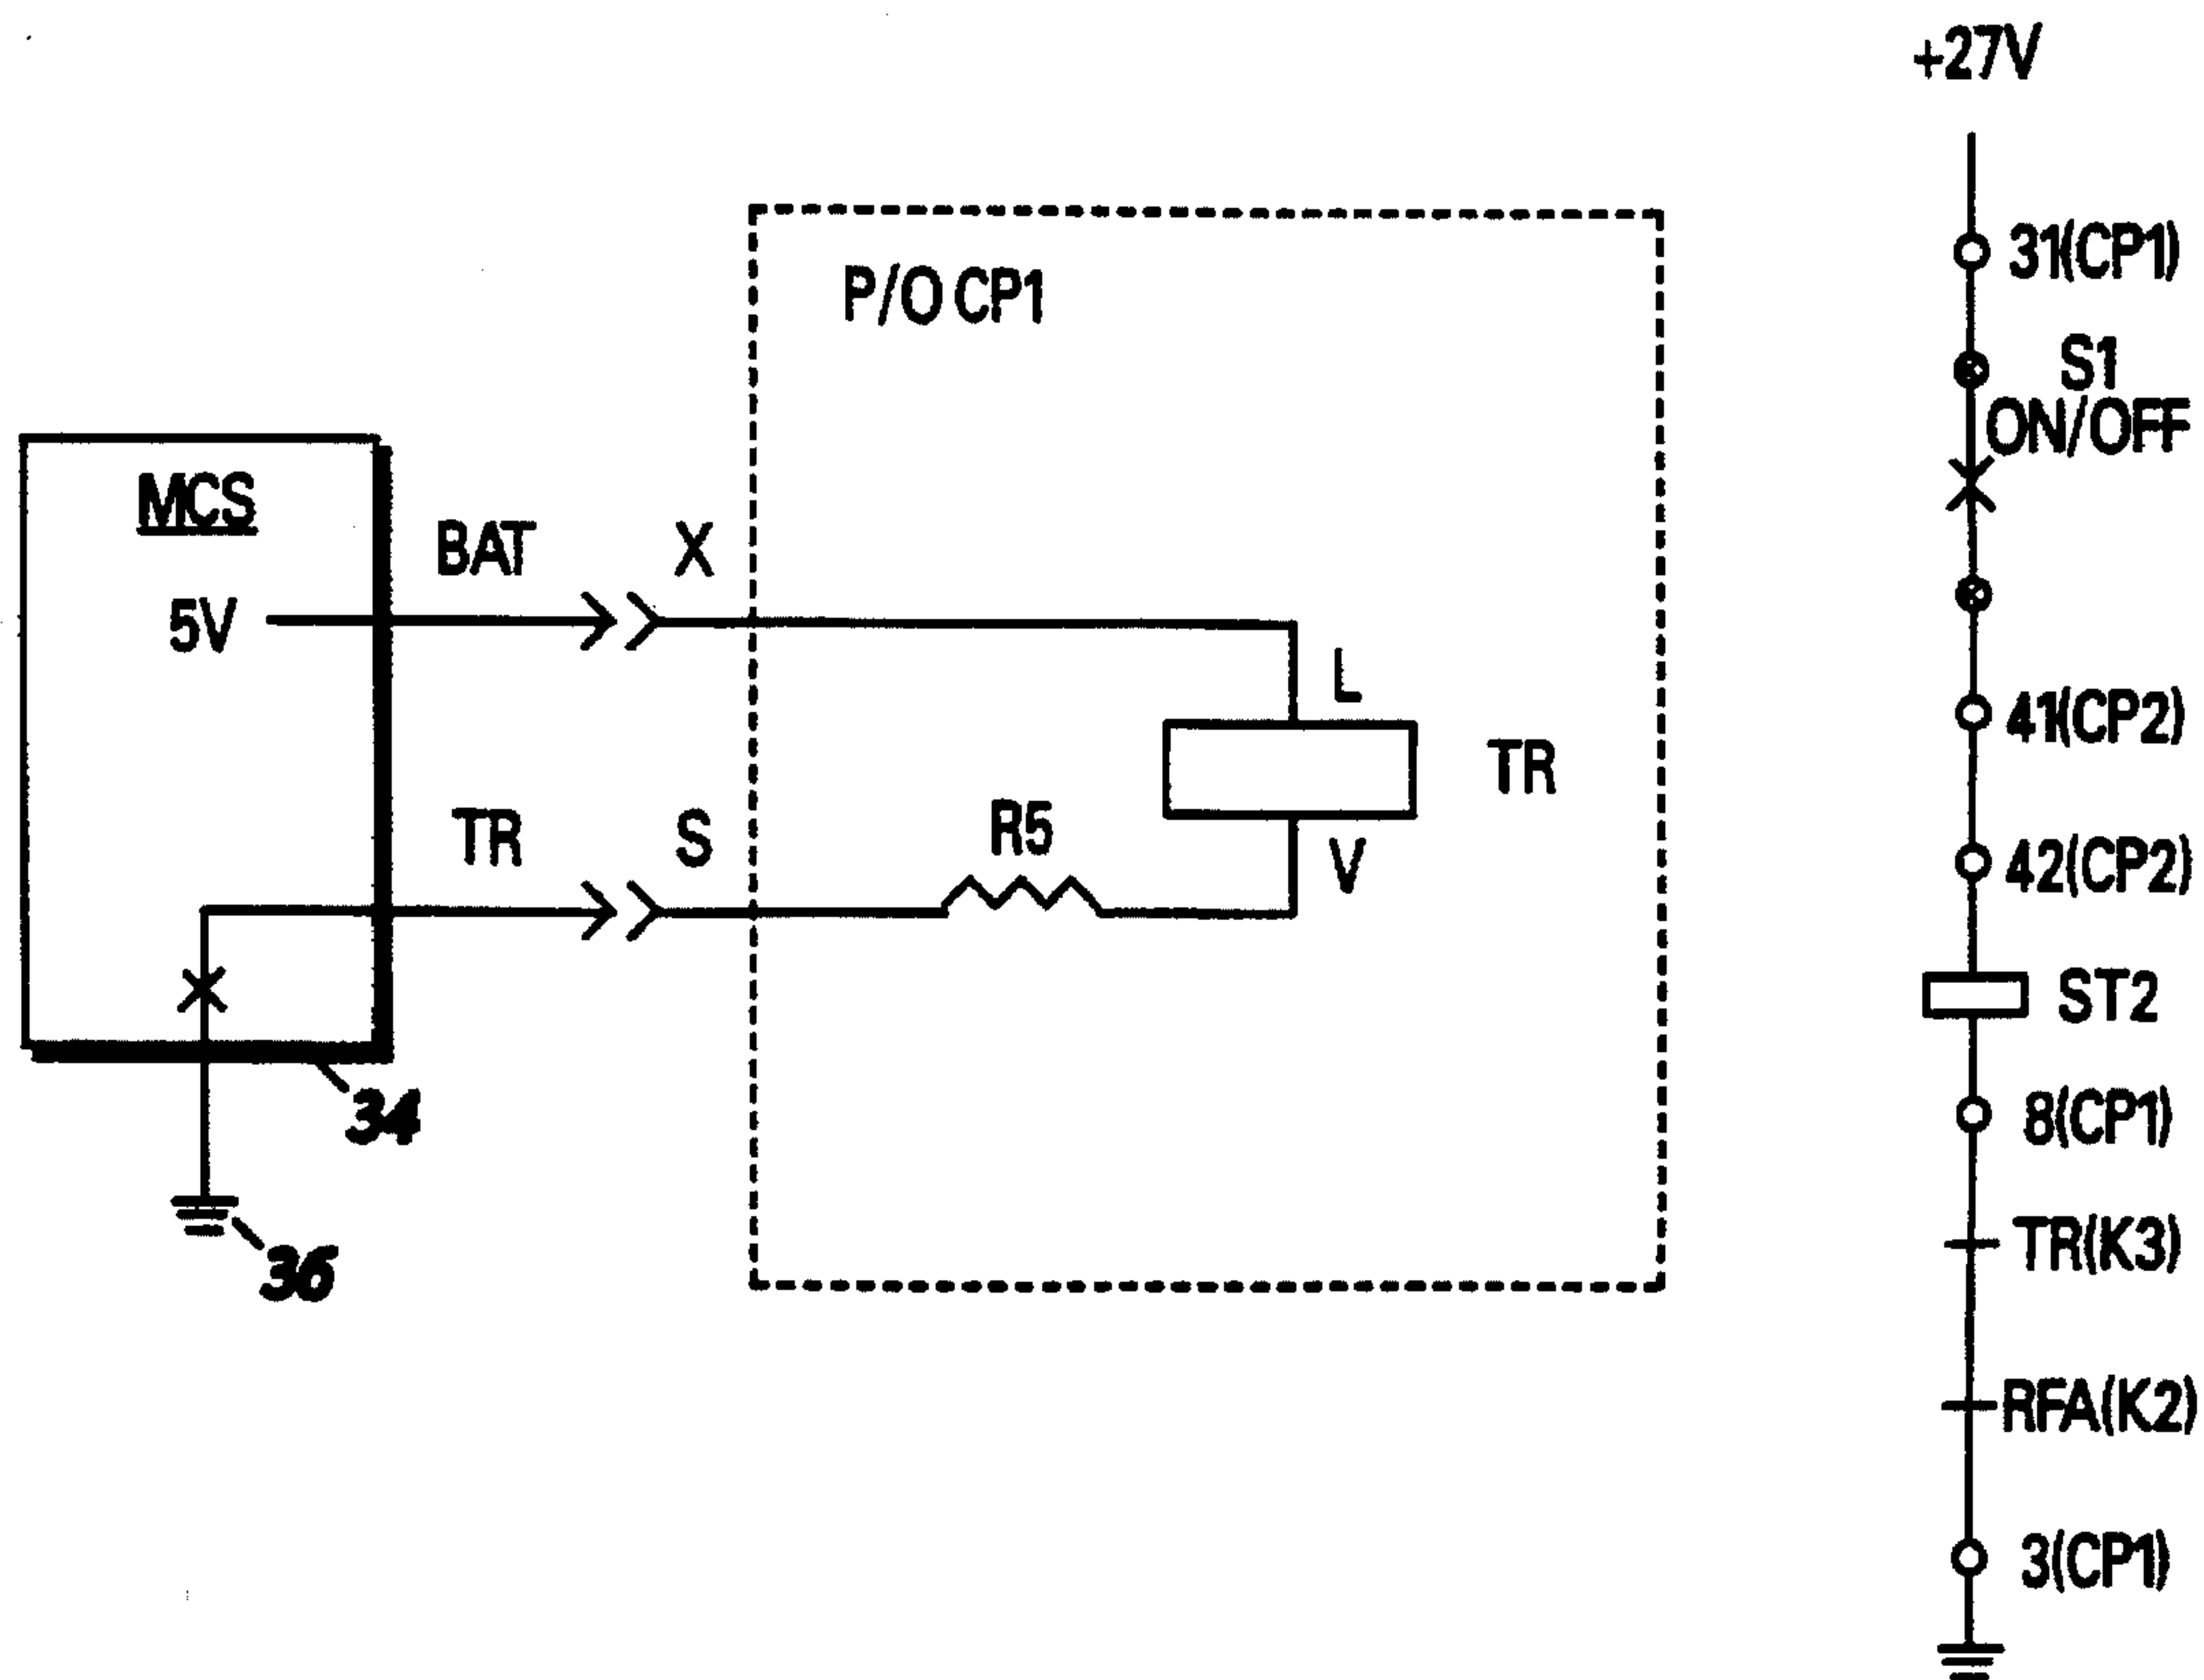 +27V
31(CP1)
P/O CP1
S1
ON/OFF
MCS
BAT
X
5V
L
41(CP2)
TR
TR
S
R5
V
42(CP2)
ST2
34
8(CP1)
TR(K3)
36
RFA(K2)
3(CP1)